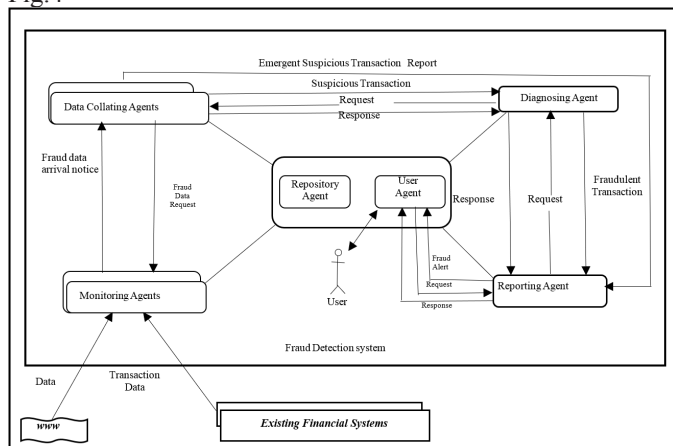 Emergent Suspicious Transaction Report
Suspicious Transaction
Data Collating Agents
Request
Diagnosing Agent
Response
Fraud data
arrival notice
Fraud
Data
Request
Repository
Agent
User
Agent
Response
Request
Fraudulent
Transaction
Fraud
Alert
Request
Response
User
Monitoring Agents
Reporting Agent
Fraud Detection system
Data
Transaction
Data
www
Existing Financial Systems